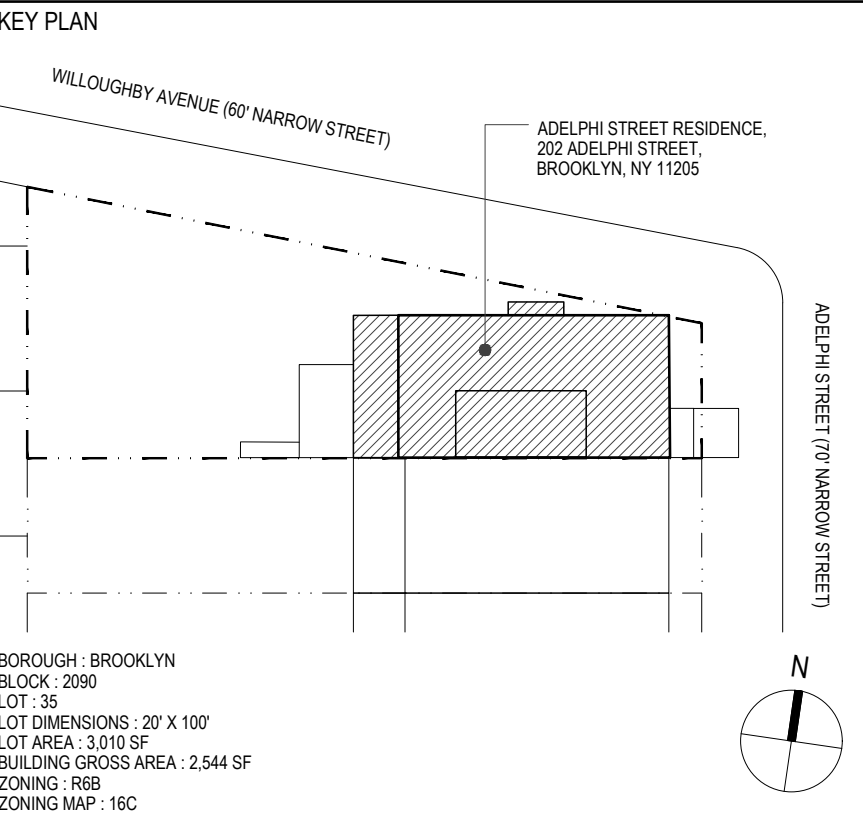 KEY PLAN
WILLOUGHBY AVENUE (60' NARROW STREET)
ADELPHI STREET RESIDENCE,
202 ADELPHI STREET,
BROOKLYN, NY 11205
ADELPHI STREET (70' NARROW STREET)
BOROUGH : BROOKLYN
BLOCK : 2090
LOT : 35
LOT DIMENSIONS : 20' X 100'
LOT AREA : 3,010 SF
BUILDING GROSS AREA : 2,544 SF
ZONING : R6B
ZONING MAP : 16C
N